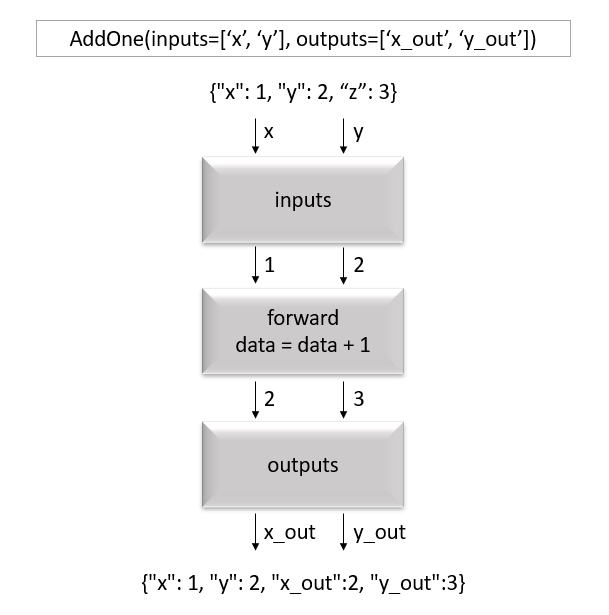 AddOne(inputs=[‘x’, ‘y’], outputs=[‘x_out’, ‘y_out’])
{"x": 1, "y": 2, “z”: 3}
x y
inputs
1 2
forward
data = data + 1
2 3
outputs
x_out y_out
{"x": 1, "y": 2, "x_out":2, "y_out":3}